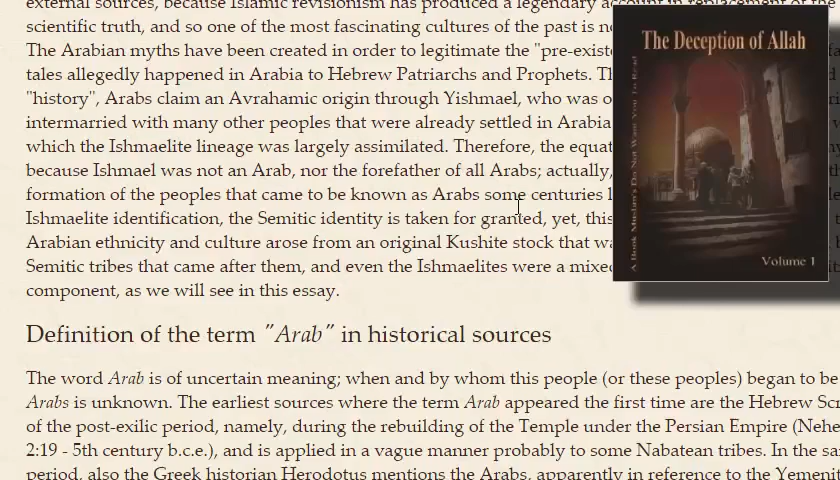 external sources, because Islamic revisionism has produced a legendary account in replacement of the
scientific truth, and so one of the most fascinating cultures of the past is no
The Arabian myths have been created in order to legitimate the "pre-existe
tales allegedly happened in Arabia to Hebrew Patriarchs and Prophets. Th
"history", Arabs claim an Avrahamic origin through Yishmael, who was o
intermarried with many other peoples that were already settled in Arabia
which the Ishmaelite lineage was largely assimilated. Therefore, the equat
because Ishmael was not an Arab, nor the forefather of all Arabs; actually,
formation of the peoples that came to be known as Arabs some centuries l
Ishmaelite identification, the Semitic identity is taken for granted, yet, this
Arabian ethnicity and culture arose from an original Kushite stock that wa
Semitic tribes that came after them, and even the Ishmaelites were a mixed
component, as we will see in this essay.
The Deception of Allah
A Book Muslim's Do Not Want You To Read
Volume 1
Definition of the term "Arab" in historical sources
The word Arab is of uncertain meaning; when and by whom this people (or these peoples) began to be
Arabs is unknown. The earliest sources where the term Arab appeared the first time are the Hebrew Scr
of the post-exilic period, namely, during the rebuilding of the Temple under the Persian Empire (Nehe
2:19 - 5th century b.c.e.), and is applied in a vague manner probably to some Nabatean tribes. In the sa
period, also the Greek historian Herodotus mentions the Arabs, apparently in reference to the Yemenit